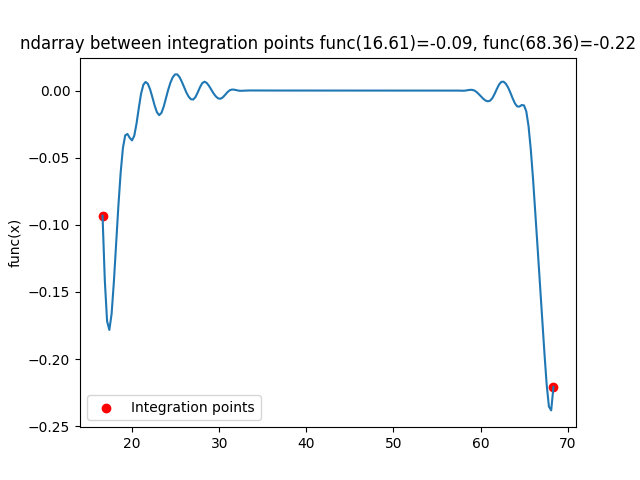 ndarray between integration points func(16.61)=-0.09, func(68.36)=-0.22
0.00
−0.05
−0.10
−0.15
−0.20
−0.25
func(x)
Integration points
20 30 40 50 60 70